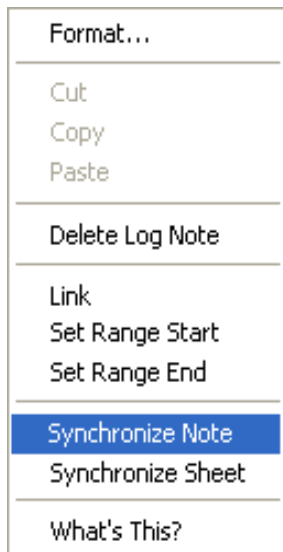 Format...
Cut
Copy
Paste
Delete Log Note
Link
Set Range Start
Set Range End
Synchronize Note
Synchronize Sheet
What's This?